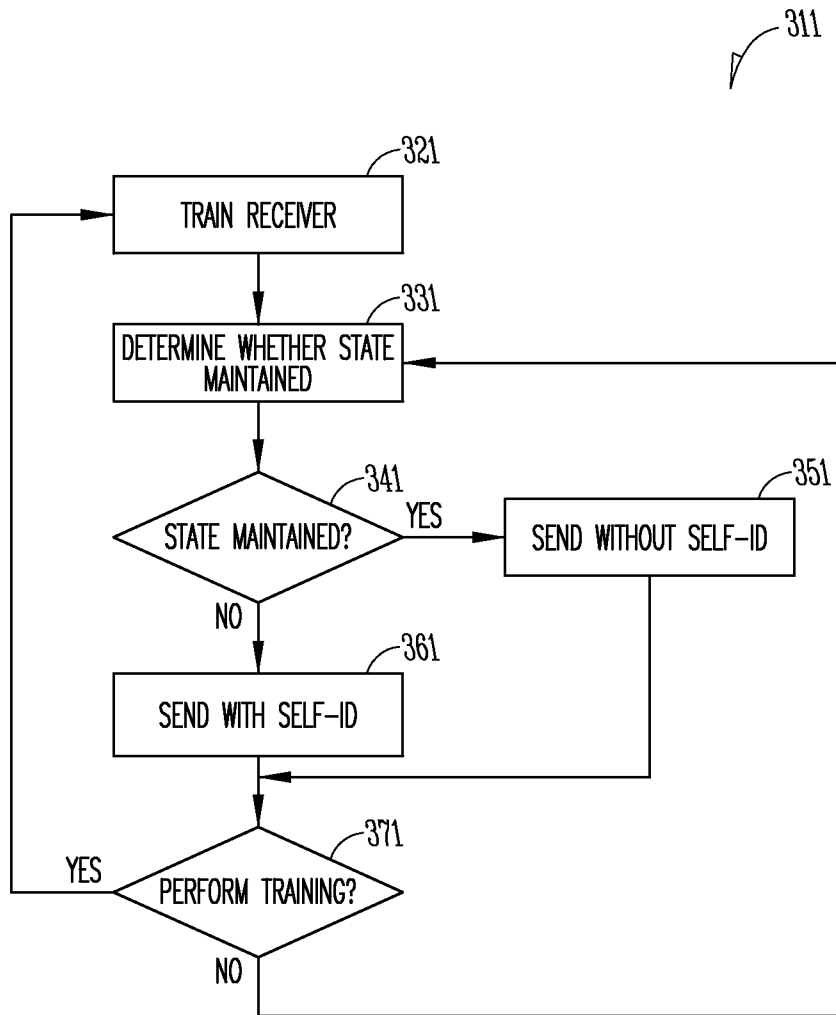 311
321
TRAIN RECEIVER
331
DETERMINE WHETHER STATE
MAINTAINED
341
STATE MAINTAINED?
YES
351
SEND WITHOUT SELF-ID
NO
361
SEND WITH SELF-ID
371
YES
PERFORM TRAINING?
NO